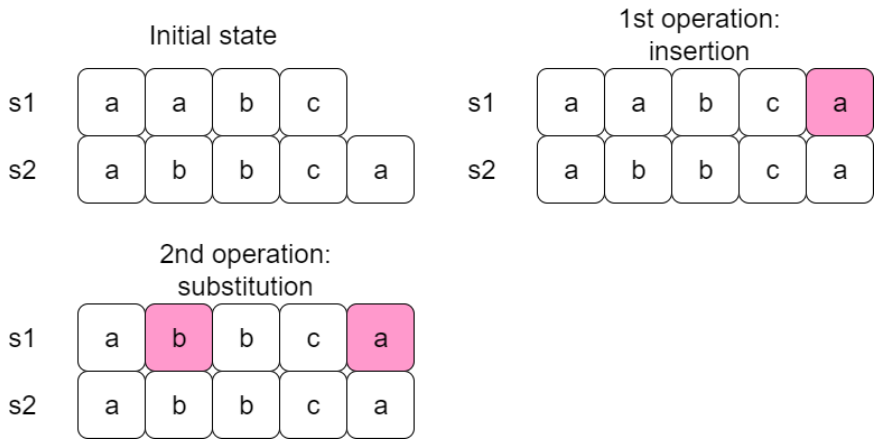 Initial state
s1 a a b c
s2 a b b c a
1st operation:
insertion
s1 a a b c a
s2 a b b c a
2nd operation:
substitution
s1 a b b c a
s2 a b b c a